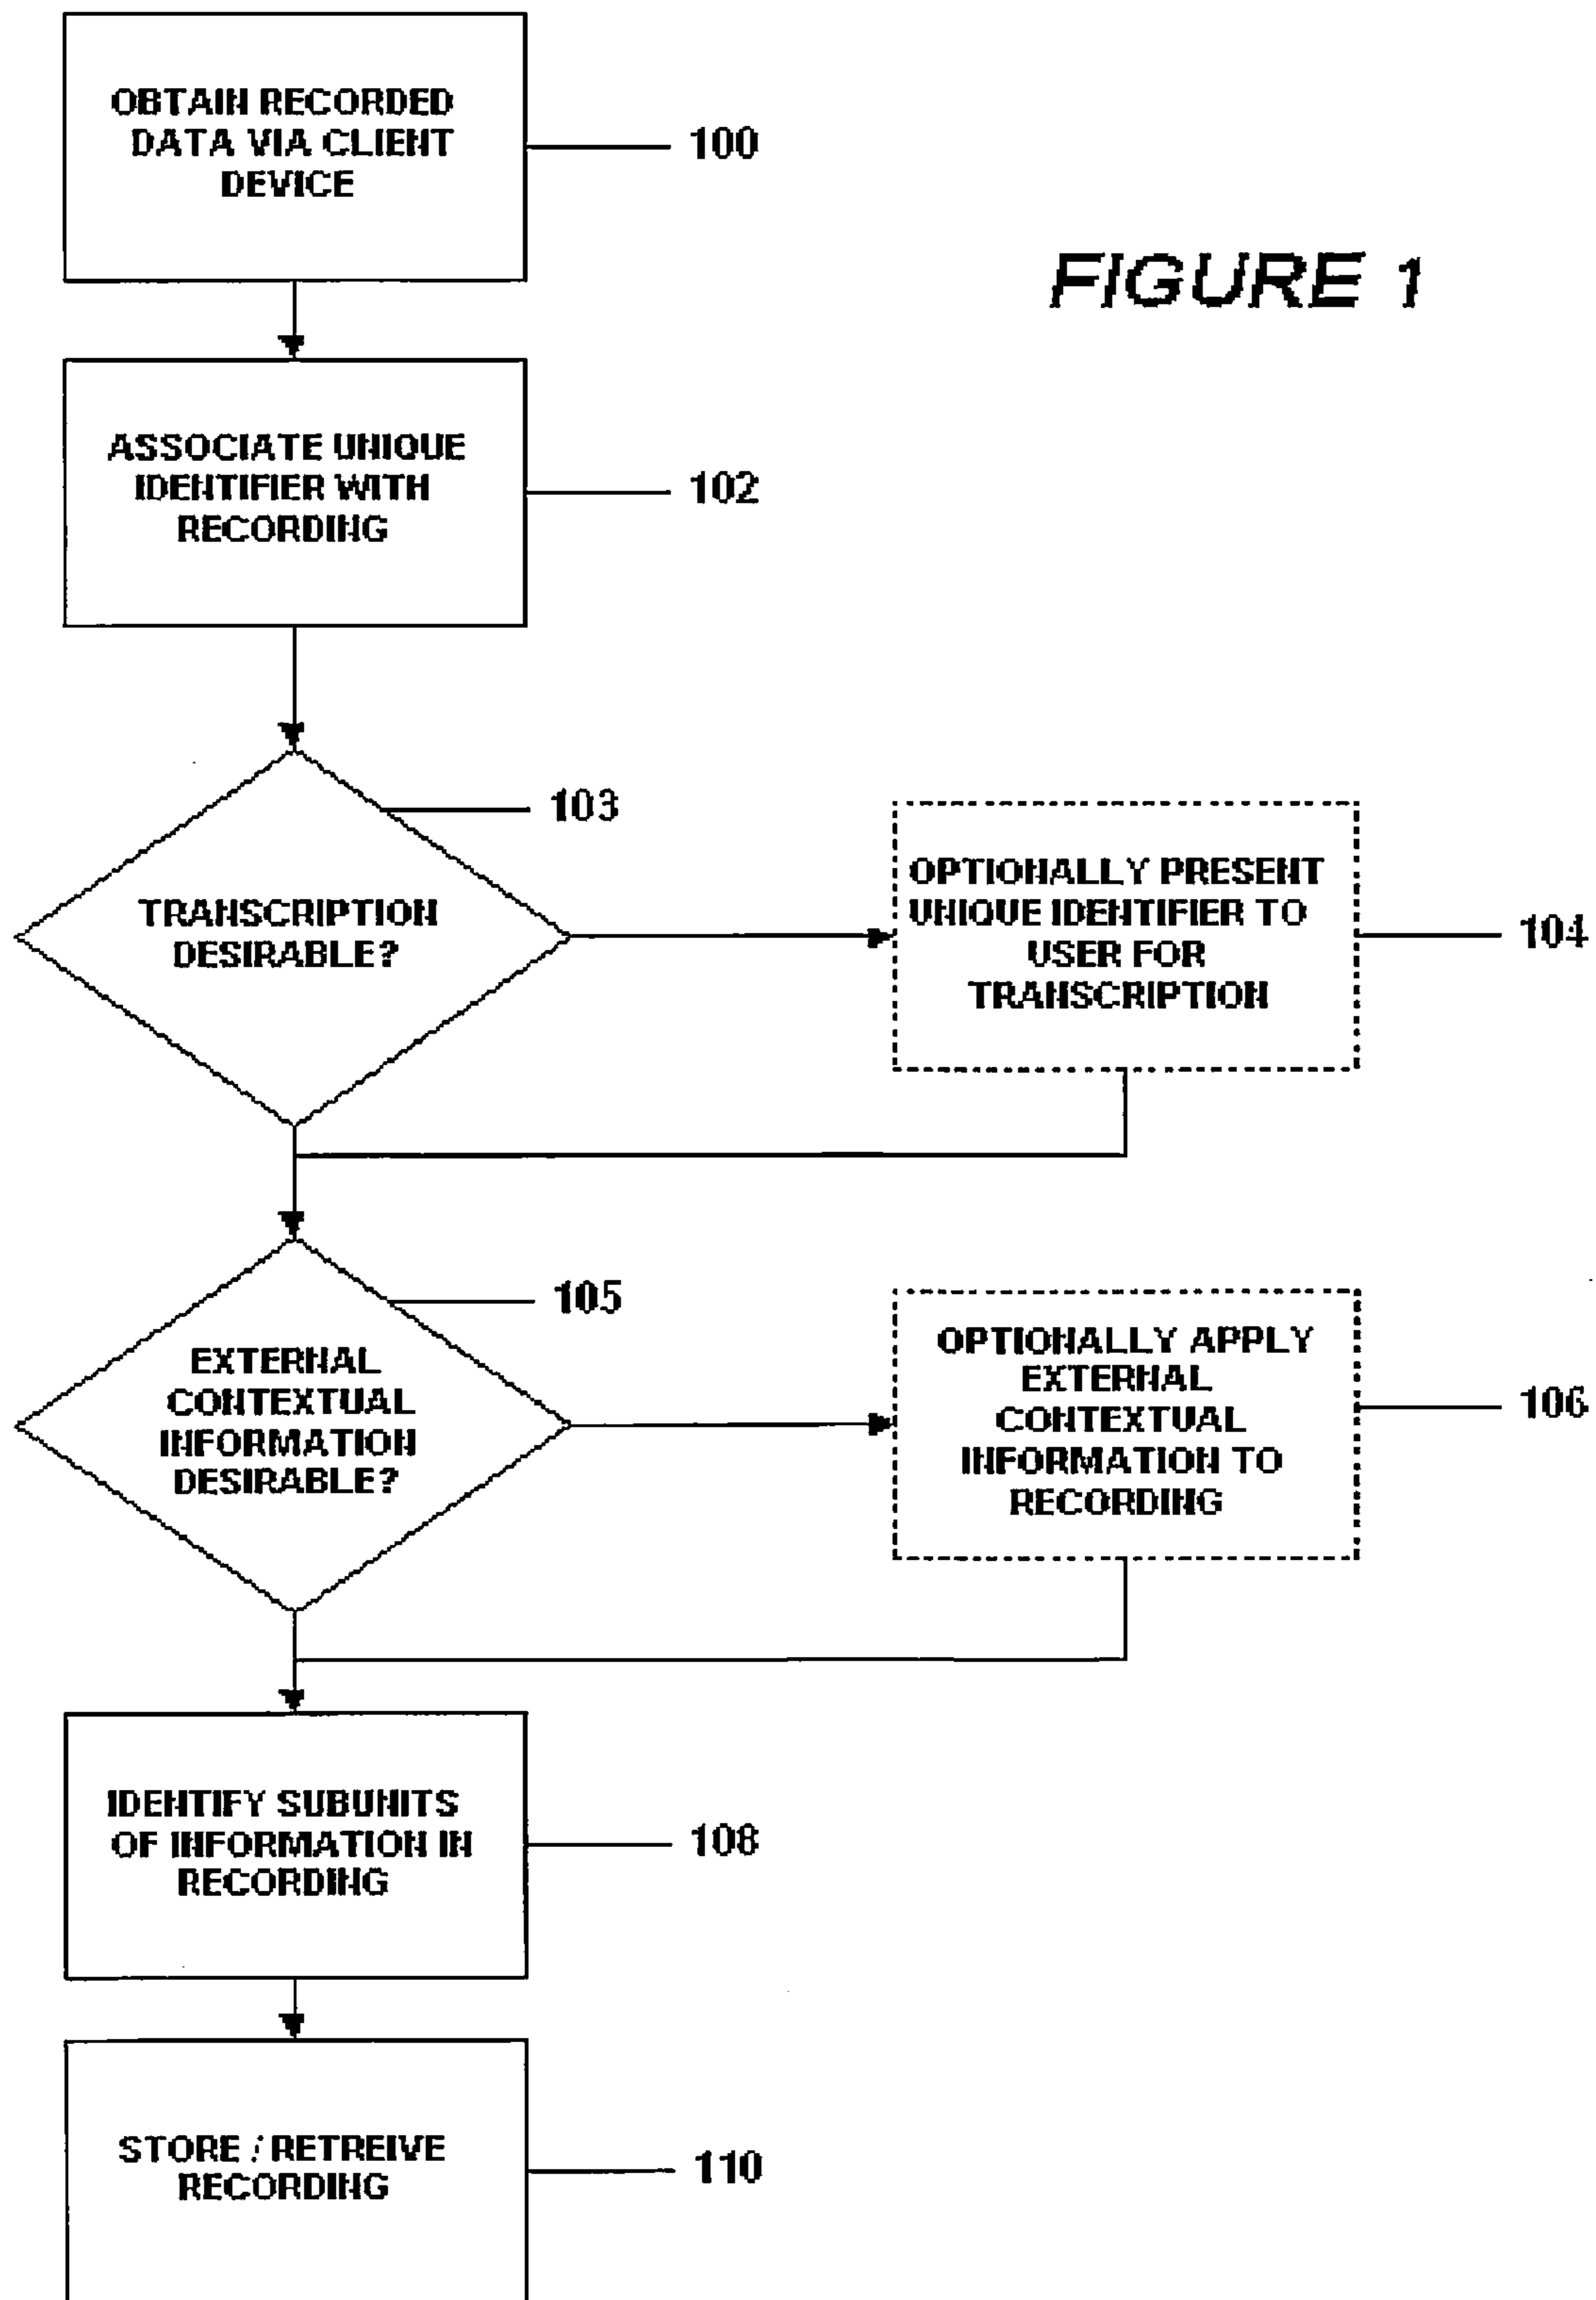 OBTAIN RECORDED
DATA VIA CLIENT
DEVICE
100
FIGURE 1
ASSOCIATE UNIQUE
IDENTIFIER WITH
RECORDING
102
103
TRANSCRIPTION
DESIRABLE?
OPTIONALLY PRESENT
UNIQUE IDENTIFIER TO
USER FOR
TRANSCRIPTION
104
105
EXTERNAL
CONTEXTUAL
INFORMATION
DESIRABLE?
OPTIONALLY APPLY
EXTERNAL
CONTEXTUAL
INFORMATION TO
RECORDING
106
IDENTIFY SUBUNITS
OF INFORMATION IN
RECORDING
108
STORE / RETREIVE
RECORDING
110